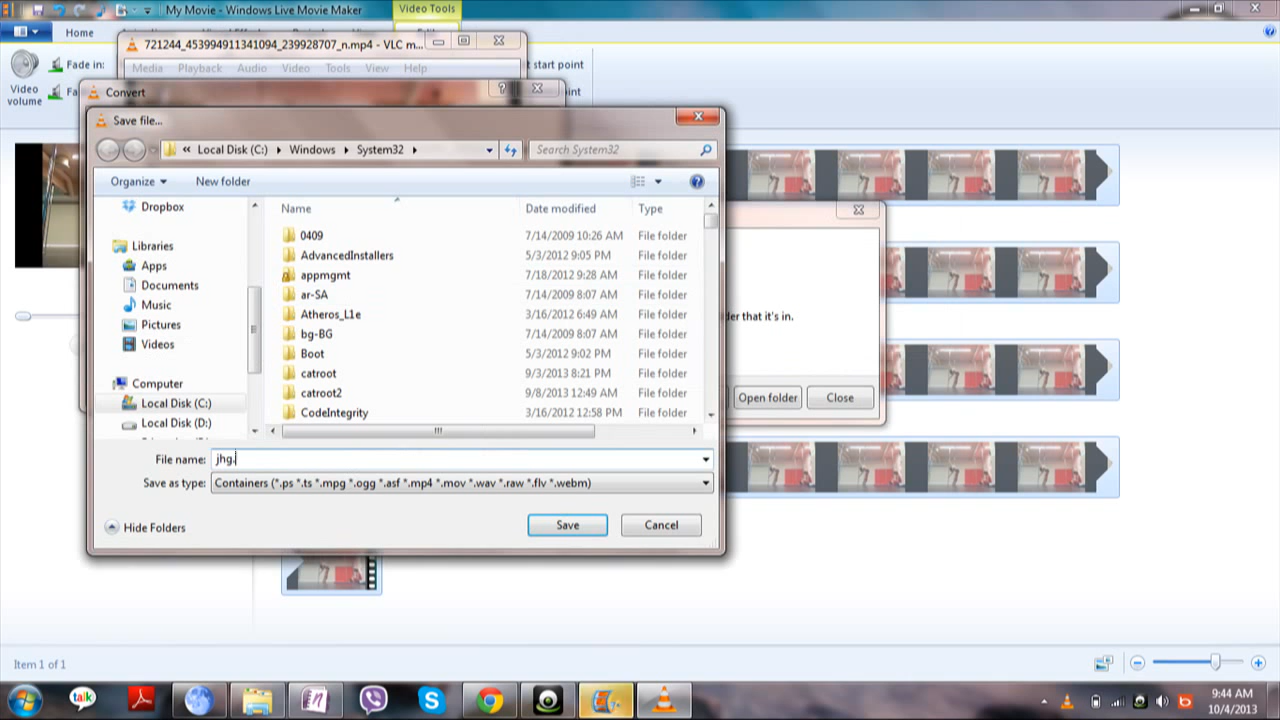 My Movie - Windows Live Movie Maker
Video Tools
Home
721244_453994911341094_239928707_n.mp4 - VLC m...
Fade in:
t start point
Media Playback Audio Video Tools View Help
Video
volume
Fa
Convert
int
Save file...
« Local Disk (C:) Windows System32
Search System32
Organize
New folder
Dropbox
Libraries
Apps
Documents
Music
Pictures
Videos
Computer
Local Disk (C:)
Local Disk (D:)
Name Date modified Type
0409 7/14/2009 10:26 AM File folder
AdvancedInstallers 5/3/2012 9:05 PM File folder
appmgmt 7/18/2012 9:28 AM File folder
ar-SA 7/14/2009 8:07 AM File folder
Atheros_L1e 3/16/2012 6:49 AM File folder
bg-BG 7/14/2009 8:07 AM File folder
Boot 5/3/2012 9:02 PM File folder
catroot 9/3/2013 8:21 PM File folder
catroot2 9/8/2013 12:49 AM File folder
CodeIntegrity 3/16/2012 12:58 PM File folder
der that it's in.
Open folder
Close
File name: jhg.
Save as type: Containers (*.ps *.ts *.mpg *.ogg *.asf *.mp4 *.mov *.wav *.raw *.flv *.webm)
Hide Folders
Save
Cancel
Item 1 of 1
talk
9:44 AM
10/4/2013